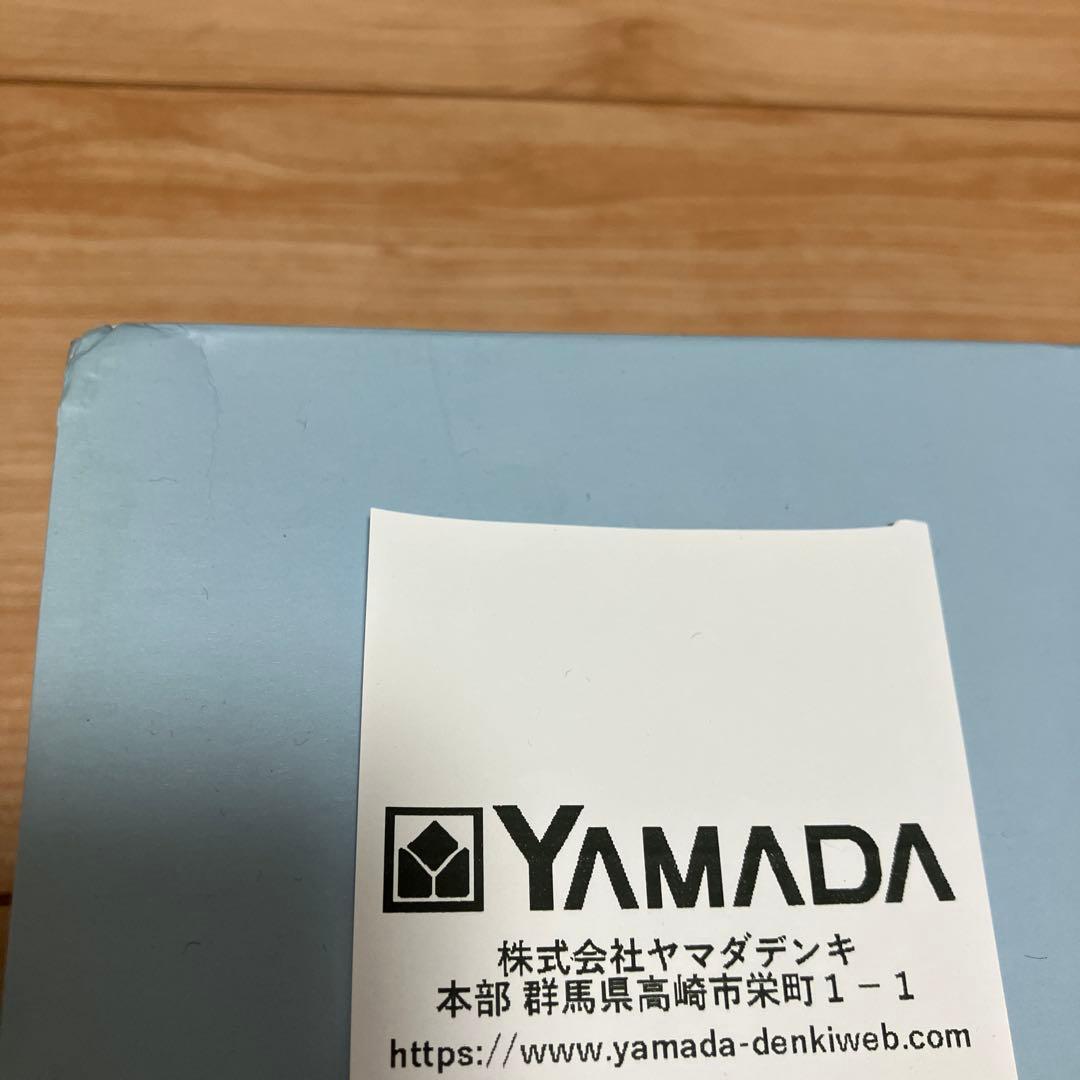 YAMADA
株式会社ヤマダデンキ
本部 群馬県高崎市栄町1-1
https://www.yamada-denkiweb.com